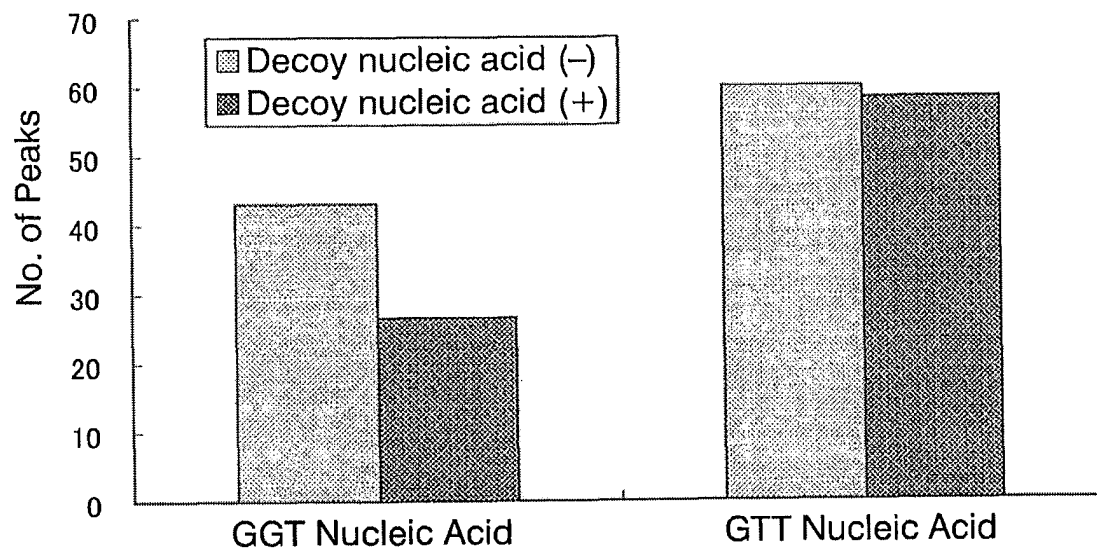 70
60
50
40
30
20
10
0
No. of Peaks
Decoy nucleic acid (−)
Decoy nucleic acid (+)
GGT Nucleic Acid
GTT Nucleic Acid